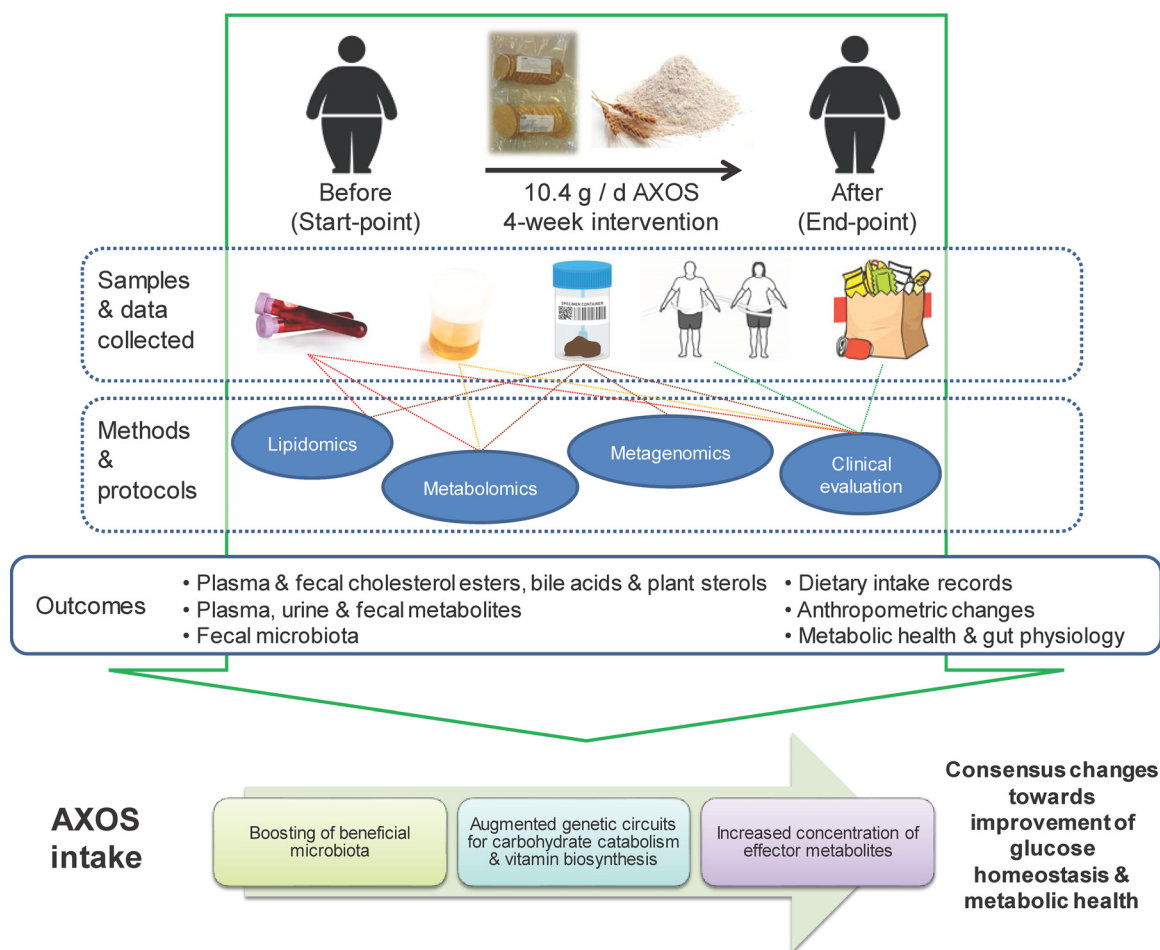 Before
(Start-point)
10.4 g / d AXOS
4-week intervention
After
(End-point)
Samples
& data
collected
SPECIMEN CONTAINER
Methods
&
protocols
Lipidomics
Metabolomics
Metagenomics
Clinical
evaluation
Outcomes
• Plasma & fecal cholesterol esters, bile acids & plant sterols
• Plasma, urine & fecal metabolites
• Fecal microbiota
• Dietary intake records
• Anthropometric changes
• Metabolic health & gut physiology
AXOS
intake
Boosting of beneficial
microbiota
Augmented genetic circuits
for carbohydrate catabolism
& vitamin biosynthesis
Increased concentration of
effector metabolites
Consensus changes
towards
improvement of
glucose
homeostasis &
metabolic health